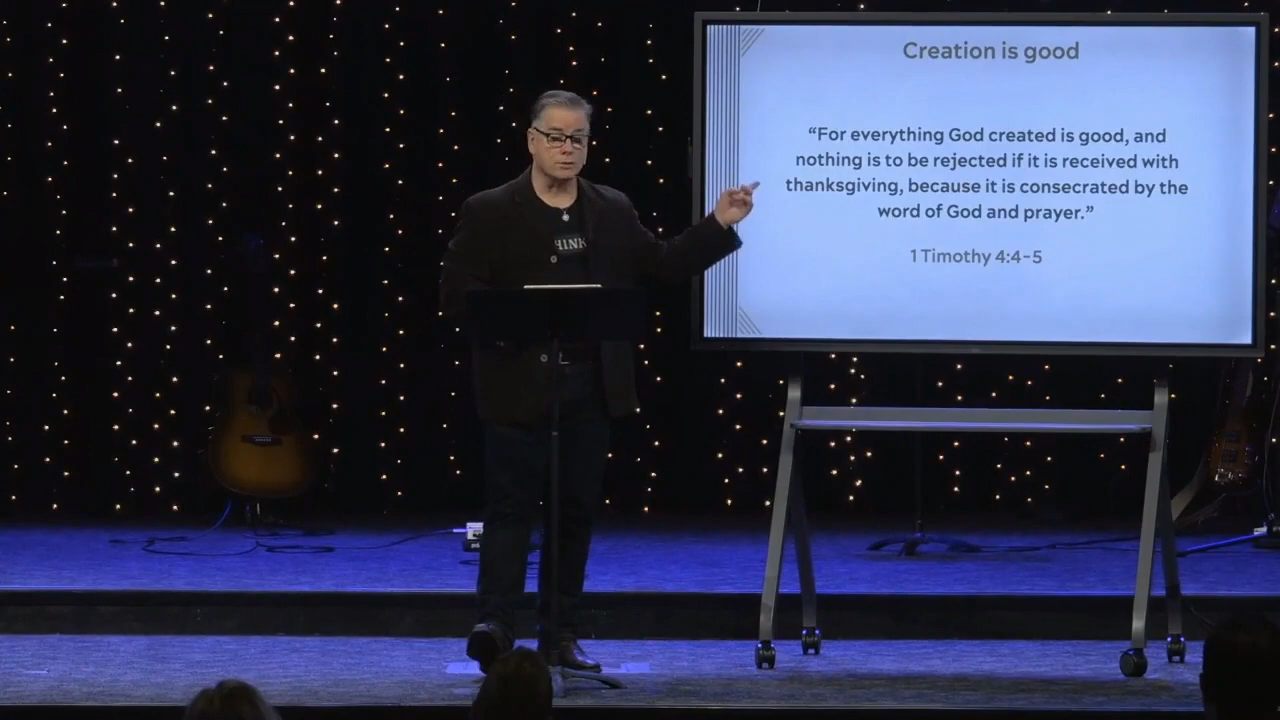 Creation is good
“For everything God created is good, and
nothing is to be rejected if it is received with
thanksgiving, because it is consecrated by the
word of God and prayer.”
1 Timothy 4:4-5